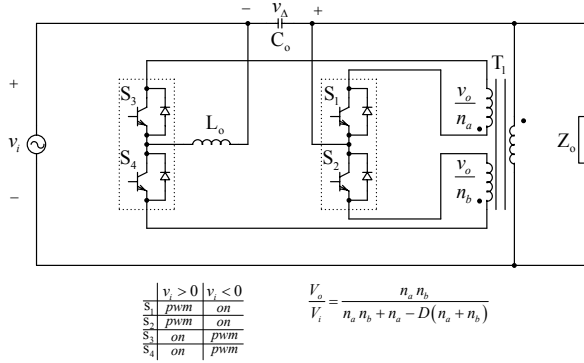 − v_Δ +
C_o
T_1
+
v_i
−
S_3
S_4
L_o
S_1
S_2
v_o
n_a
v_o
n_b
Z_o
v_i > 0 v_i < 0
S_1 pwm on
S_2 pwm on
S_3 on pwm
S_4 on pwm
V_o / V_i = n_a n_b / (n_a n_b + n_a − D(n_a + n_b))